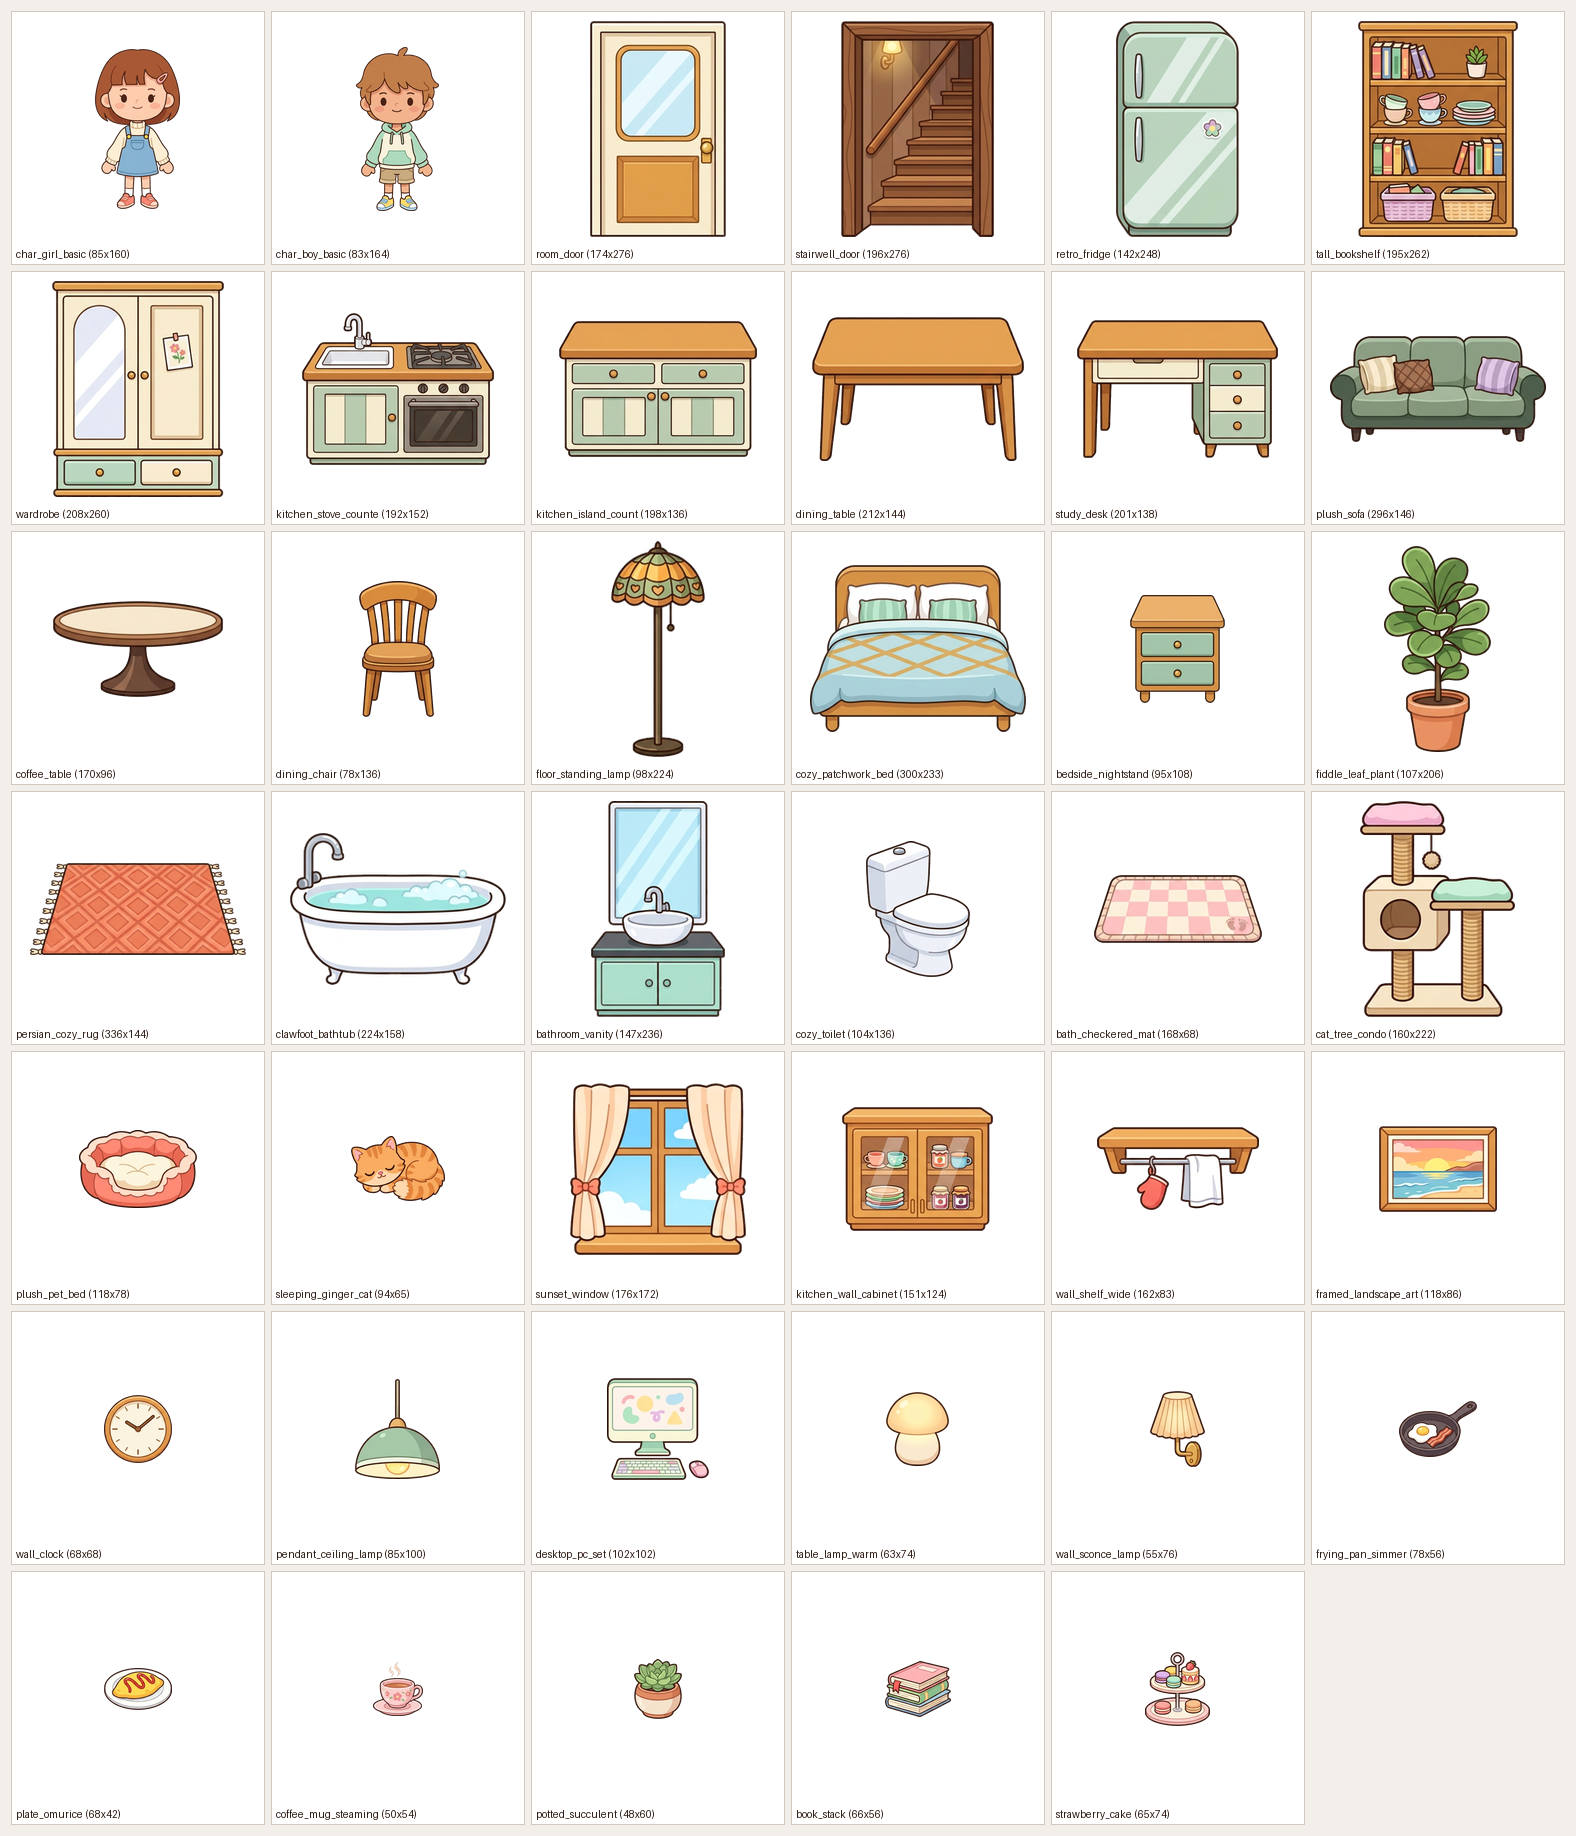 char_girl_basic (85x160)
char_boy_basic (83x164)
room_door (174x276)
stairwell_door (196x276)
retro_fridge (142x248)
tall_bookshelf (195x262)
wardrobe (208x260)
kitchen_stove_counte (192x152)
kitchen_island_count (198x136)
dining_table (212x144)
study_desk (201x138)
plush_sofa (296x146)
coffee_table (170x96)
dining_chair (78x136)
floor_standing_lamp (98x224)
cozy_patchwork_bed (300x233)
bedside_nightstand (95x108)
fiddle_leaf_plant (107x206)
persian_cozy_rug (336x144)
clawfoot_bathtub (224x158)
bathroom_vanity (147x236)
cozy_toilet (104x136)
bath_checkered_mat (168x68)
cat_tree_condo (160x222)
plush_pet_bed (118x78)
sleeping_ginger_cat (94x65)
sunset_window (176x172)
kitchen_wall_cabinet (151x124)
wall_shelf_wide (162x83)
framed_landscape_art (118x86)
wall_clock (68x68)
pendant_ceiling_lamp (85x100)
desktop_pc_set (102x102)
table_lamp_warm (63x74)
wall_sconce_lamp (55x76)
frying_pan_simmer (78x56)
plate_omurice (68x42)
coffee_mug_steaming (50x54)
potted_succulent (48x60)
book_stack (66x56)
strawberry_cake (65x74)